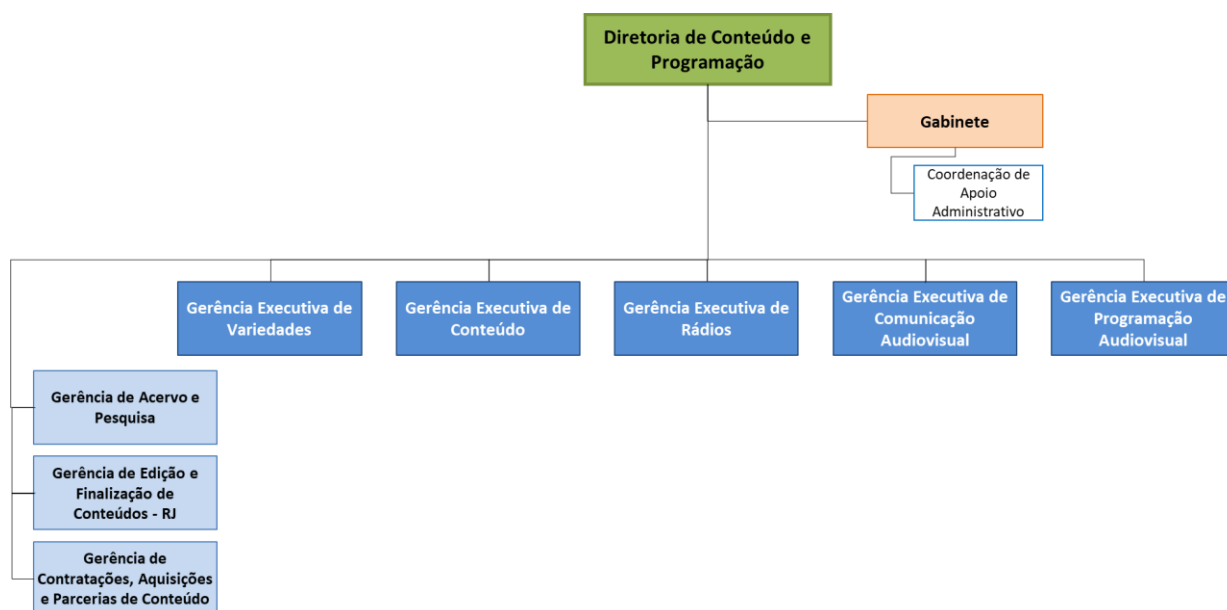 Diretoria de Conteúdo e
Programação
Gabinete
Coordenação de
Apoio
Administrativo
Gerência Executiva de
Variedades
Gerência Executiva de
Conteúdo
Gerência Executiva de
Rádios
Gerência Executiva de
Comunicação
Audiovisual
Gerência Executiva de
Programação
Audiovisual
Gerência de Acervo e
Pesquisa
Gerência de Edição e
Finalização de
Conteúdos - RJ
Gerência de
Contratações, Aquisições
e Parcerias de Conteúdo